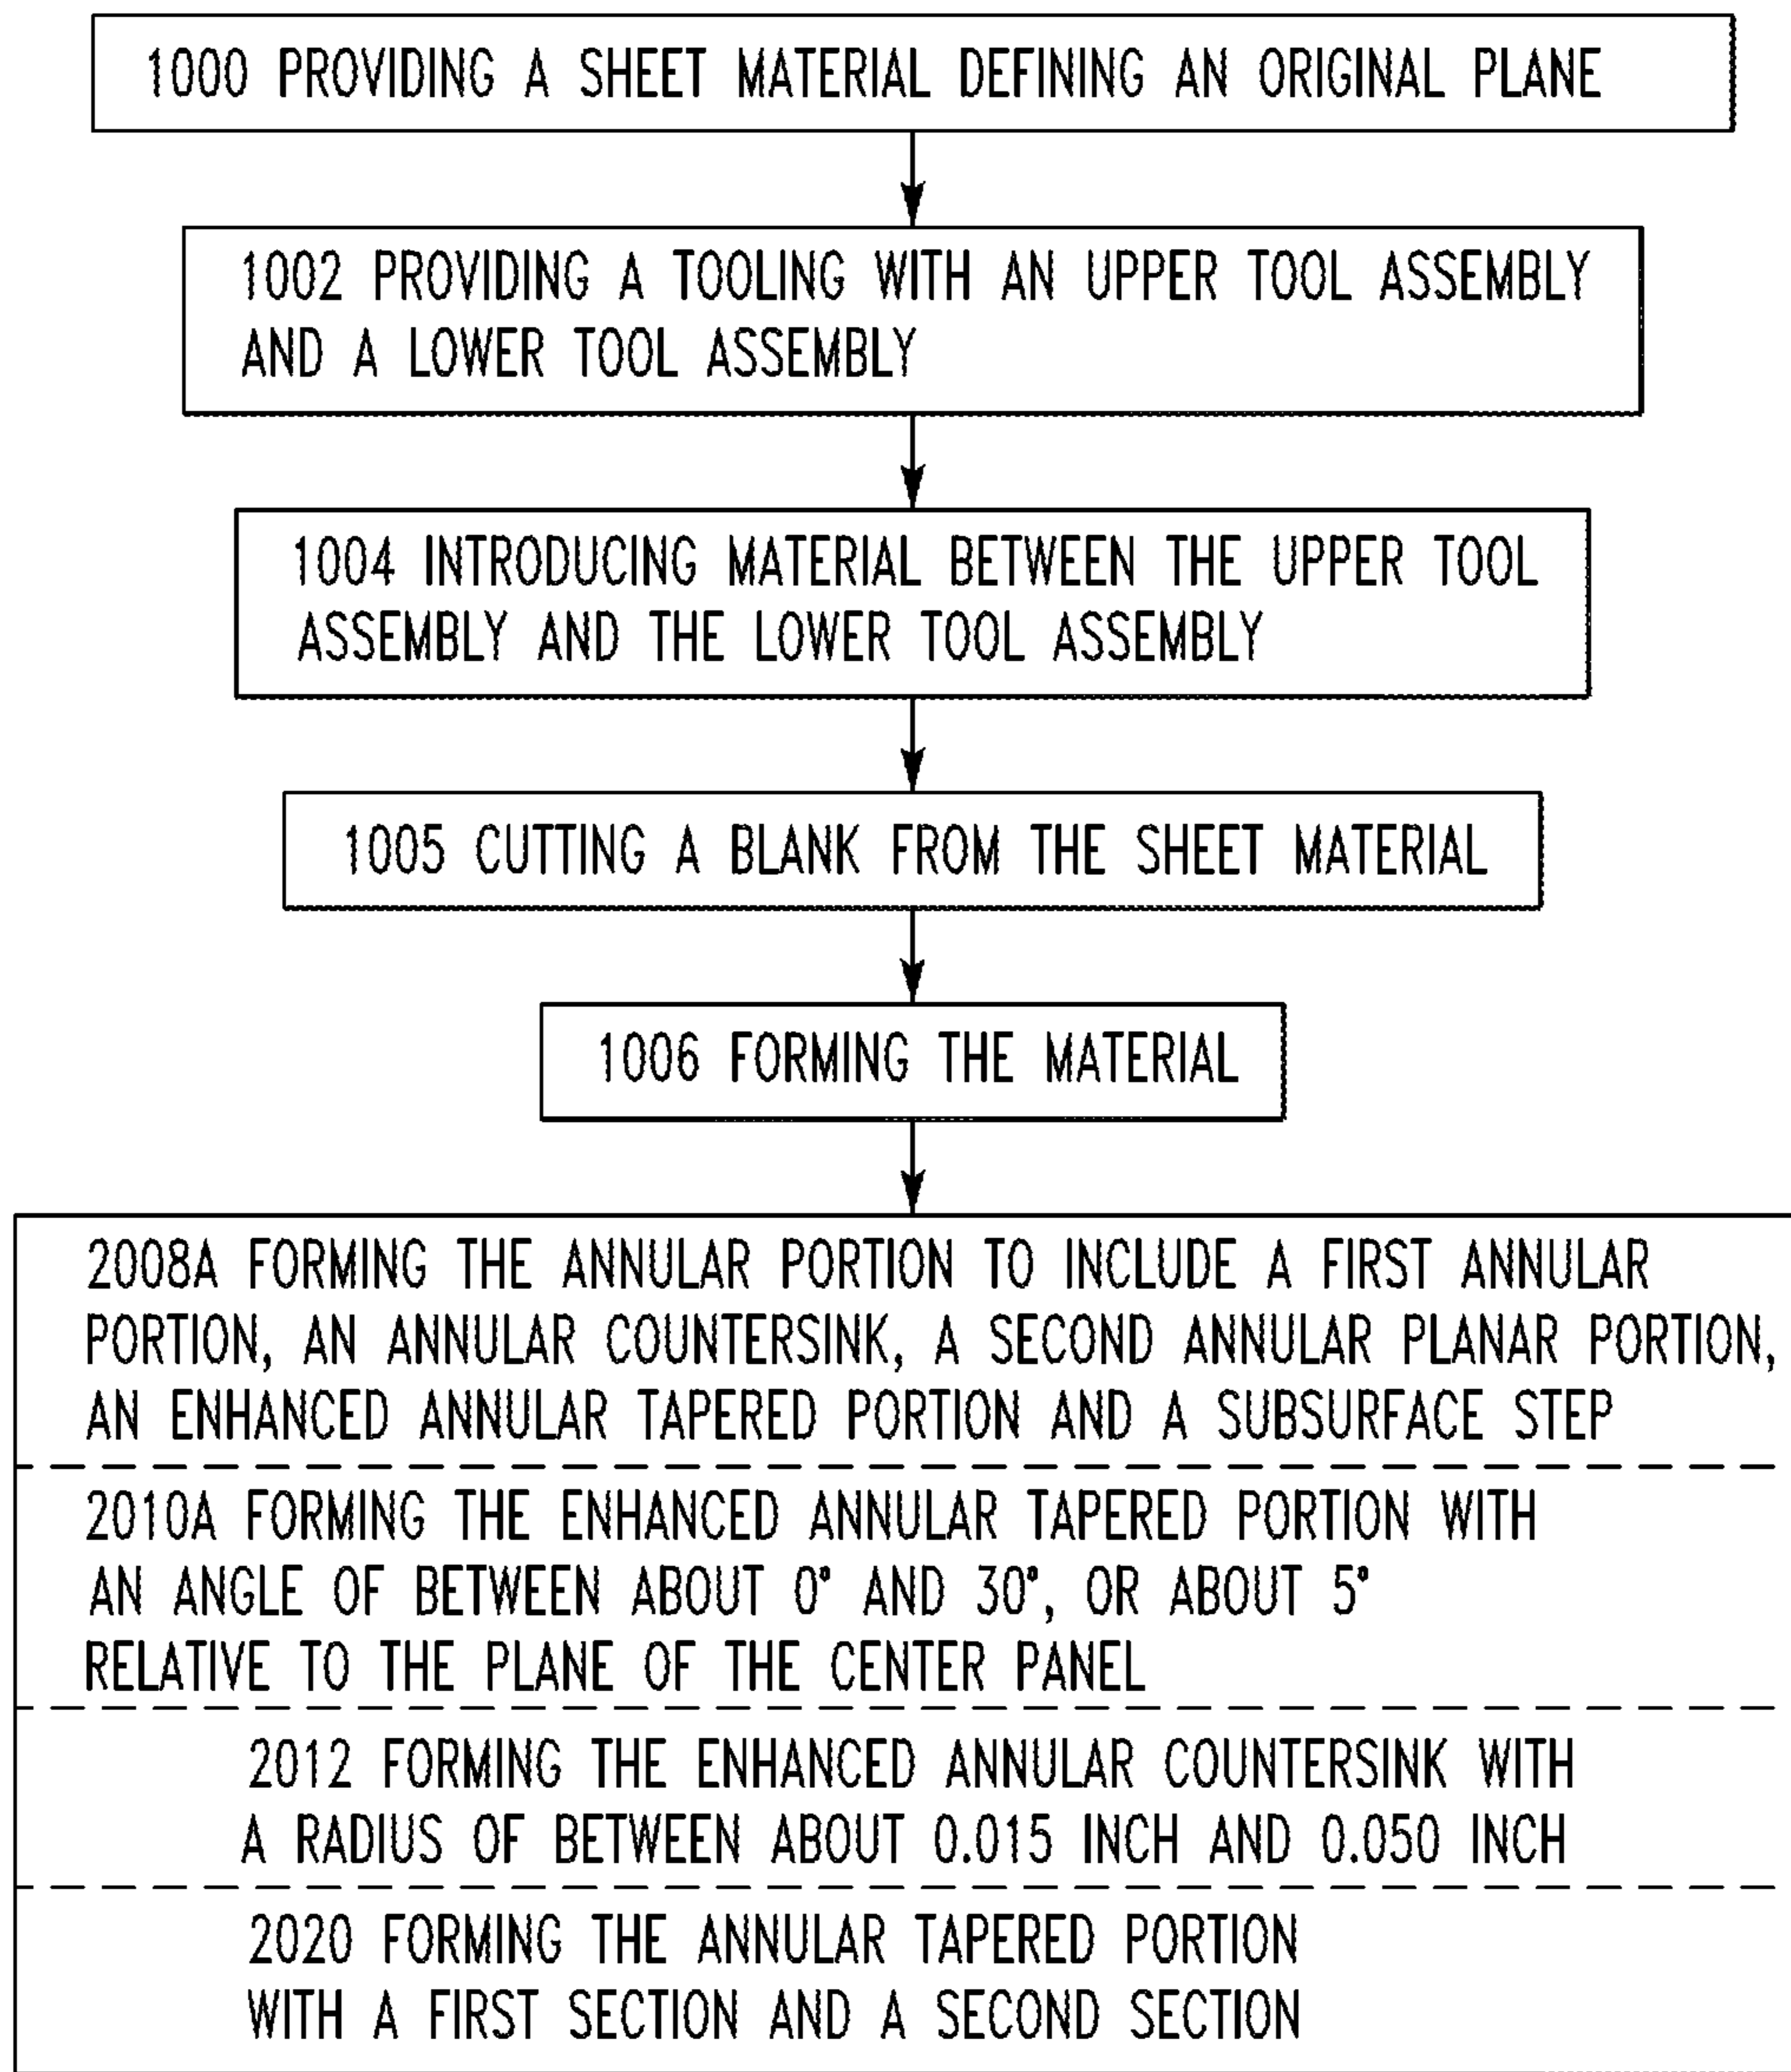 1000 PROVIDING A SHEET MATERIAL DEFINING AN ORIGINAL PLANE
1002 PROVIDING A TOOLING WITH AN UPPER TOOL ASSEMBLY
AND A LOWER TOOL ASSEMBLY
1004 INTRODUCING MATERIAL BETWEEN THE UPPER TOOL
ASSEMBLY AND THE LOWER TOOL ASSEMBLY
1005 CUTTING A BLANK FROM THE SHEET MATERIAL
1006 FORMING THE MATERIAL
2008A FORMING THE ANNULAR PORTION TO INCLUDE A FIRST ANNULAR
PORTION, AN ANNULAR COUNTERSINK, A SECOND ANNULAR PLANAR PORTION,
AN ENHANCED ANNULAR TAPERED PORTION AND A SUBSURFACE STEP
2010A FORMING THE ENHANCED ANNULAR TAPERED PORTION WITH
AN ANGLE OF BETWEEN ABOUT 0° AND 30°, OR ABOUT 5°
RELATIVE TO THE PLANE OF THE CENTER PANEL
2012 FORMING THE ENHANCED ANNULAR COUNTERSINK WITH
A RADIUS OF BETWEEN ABOUT 0.015 INCH AND 0.050 INCH
2020 FORMING THE ANNULAR TAPERED PORTION
WITH A FIRST SECTION AND A SECOND SECTION